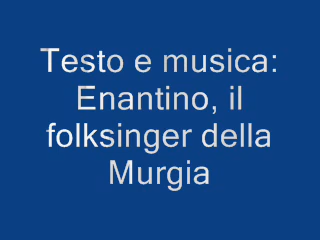 Testo e musica:
Enantino, il
folksinger della
Murgia